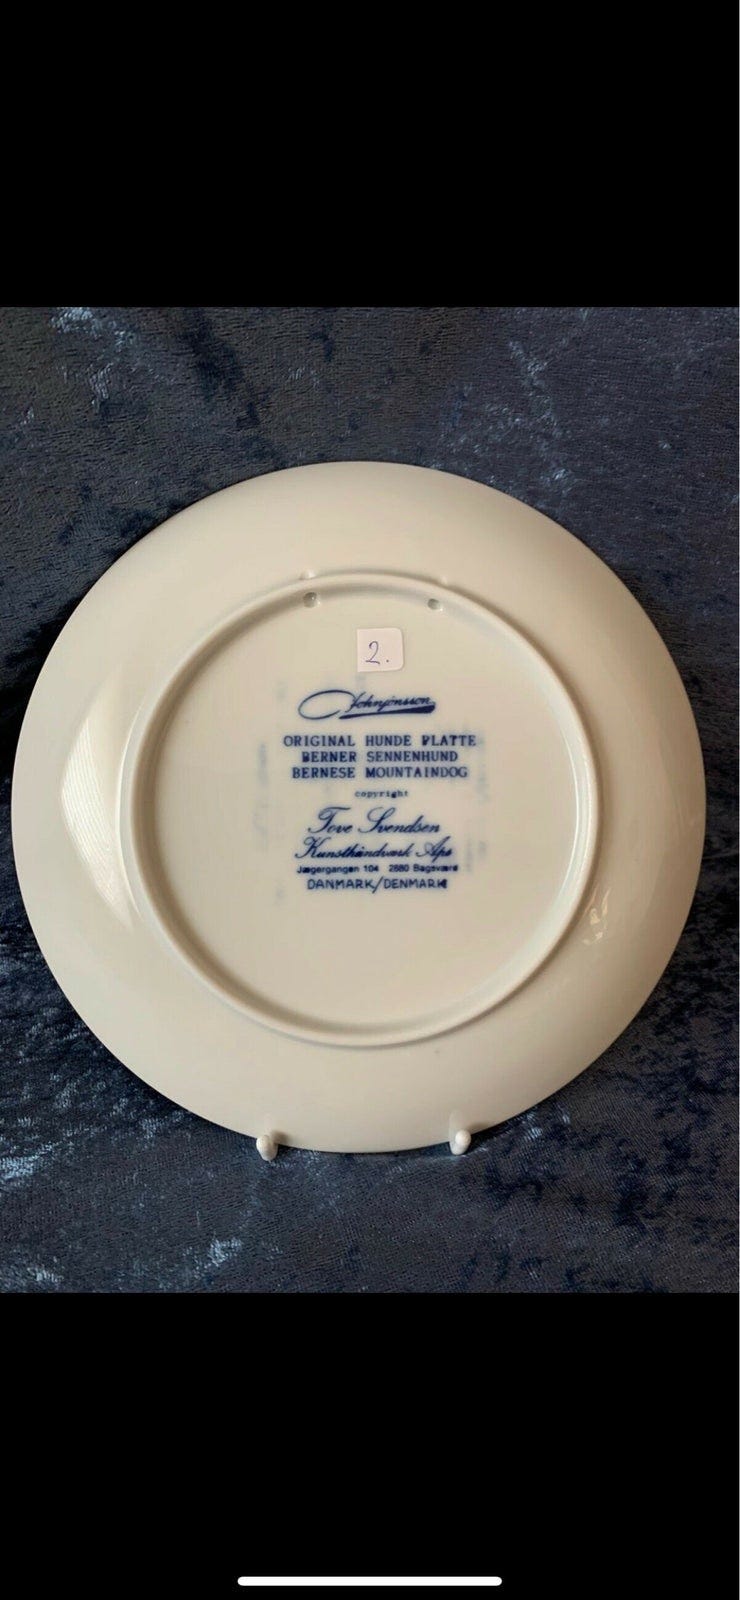 2.
Johnjönsson
ORIGINAL HUNDE PLATTE
BERNER SENNENHUND
BERNESE MOUNTAINDOG
copyright
Tove Svendsen
Kunsthåndværk Aps
Jægergangen 104 2880 Bagsværd
DANMARK/DENMARK